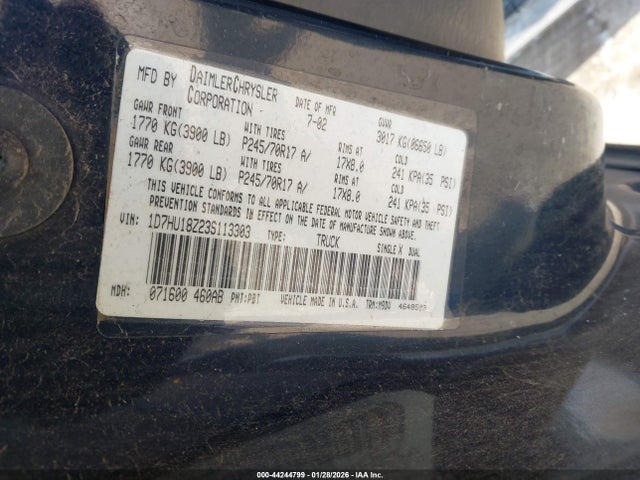 MFD BY DAIMLERCHRYSLER CORPORATION - DATE OF MFR 7-02 GVWR 3017 KG(06650 LB)
GAWR FRONT WITH TIRES RIMS AT COLD
1770 KG(3900 LB) P245/70R17 A/ 17X8.0 241 KPA(35 PSI)
GAWR REAR WITH TIRES RIMS AT COLD
1770 KG(3900 LB) P245/70R17 A/ 17X8.0 241 KPA(35 PSI)
THIS VEHICLE CONFORMS TO ALL APPLICABLE FEDERAL MOTOR VEHICLE SAFETY AND THEFT
PREVENTION STANDARDS IN EFFECT ON THE DATE OF MANUFACTURE SHOWN ABOVE.
VIN: 1D7HU18Z23S113303 TYPE: TRUCK SINGLE X DUAL
MDH: 071600 460AB PNT:PBT VEHICLE MADE IN U.S.A.
000-44244799 01/28/2026 IAA Inc.